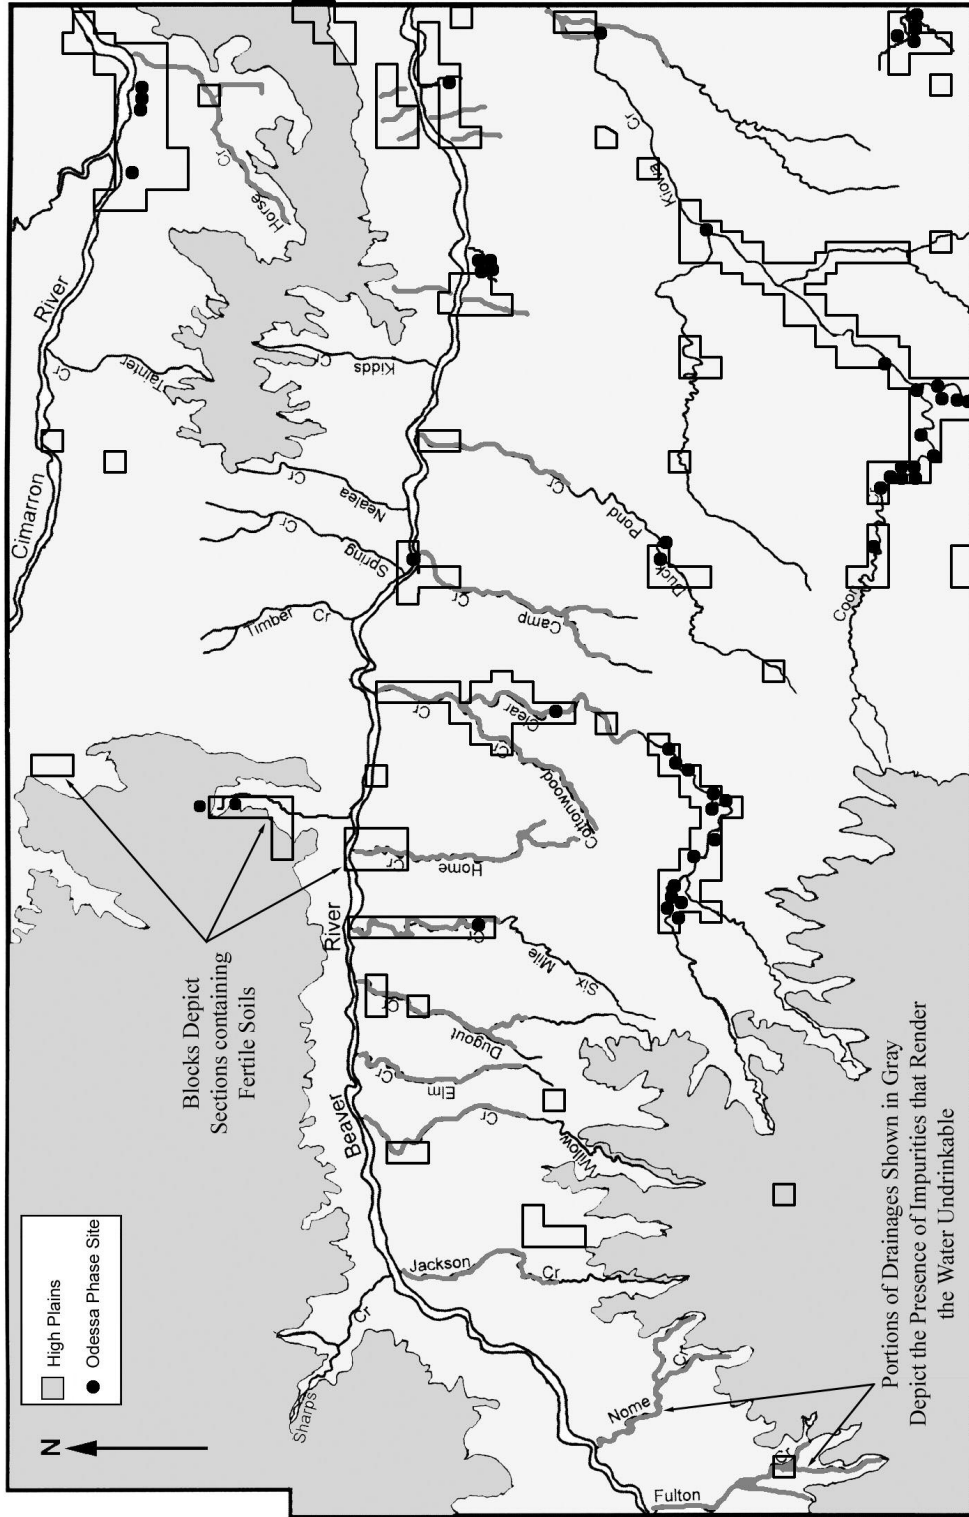 N
High Plains
Odessa Phase Site
Blocks Depict
Sections containing
Fertile Soils
Portions of Drainages Shown in Gray
Depict the Presence of Impurities that Render
the Water Undrinkable
Cimarron
River
Beaver
River
Sharps
Cr
Fulton
Cr
Nome
Cr
Jackson
Cr
Willow
Cr
Elm
Cr
Dugout
Cr
Six
Mile
Cr
Home
Cr
Cottonwood
Cr
Clear
Cr
Timber
Cr
Camp
Cr
Spring
Cr
Nealea
Cr
Duck
Pond
Cr
Kidds
Cr
Tainter
Cr
Horse
Cr
Kiowa
Cr
Coon
Cr